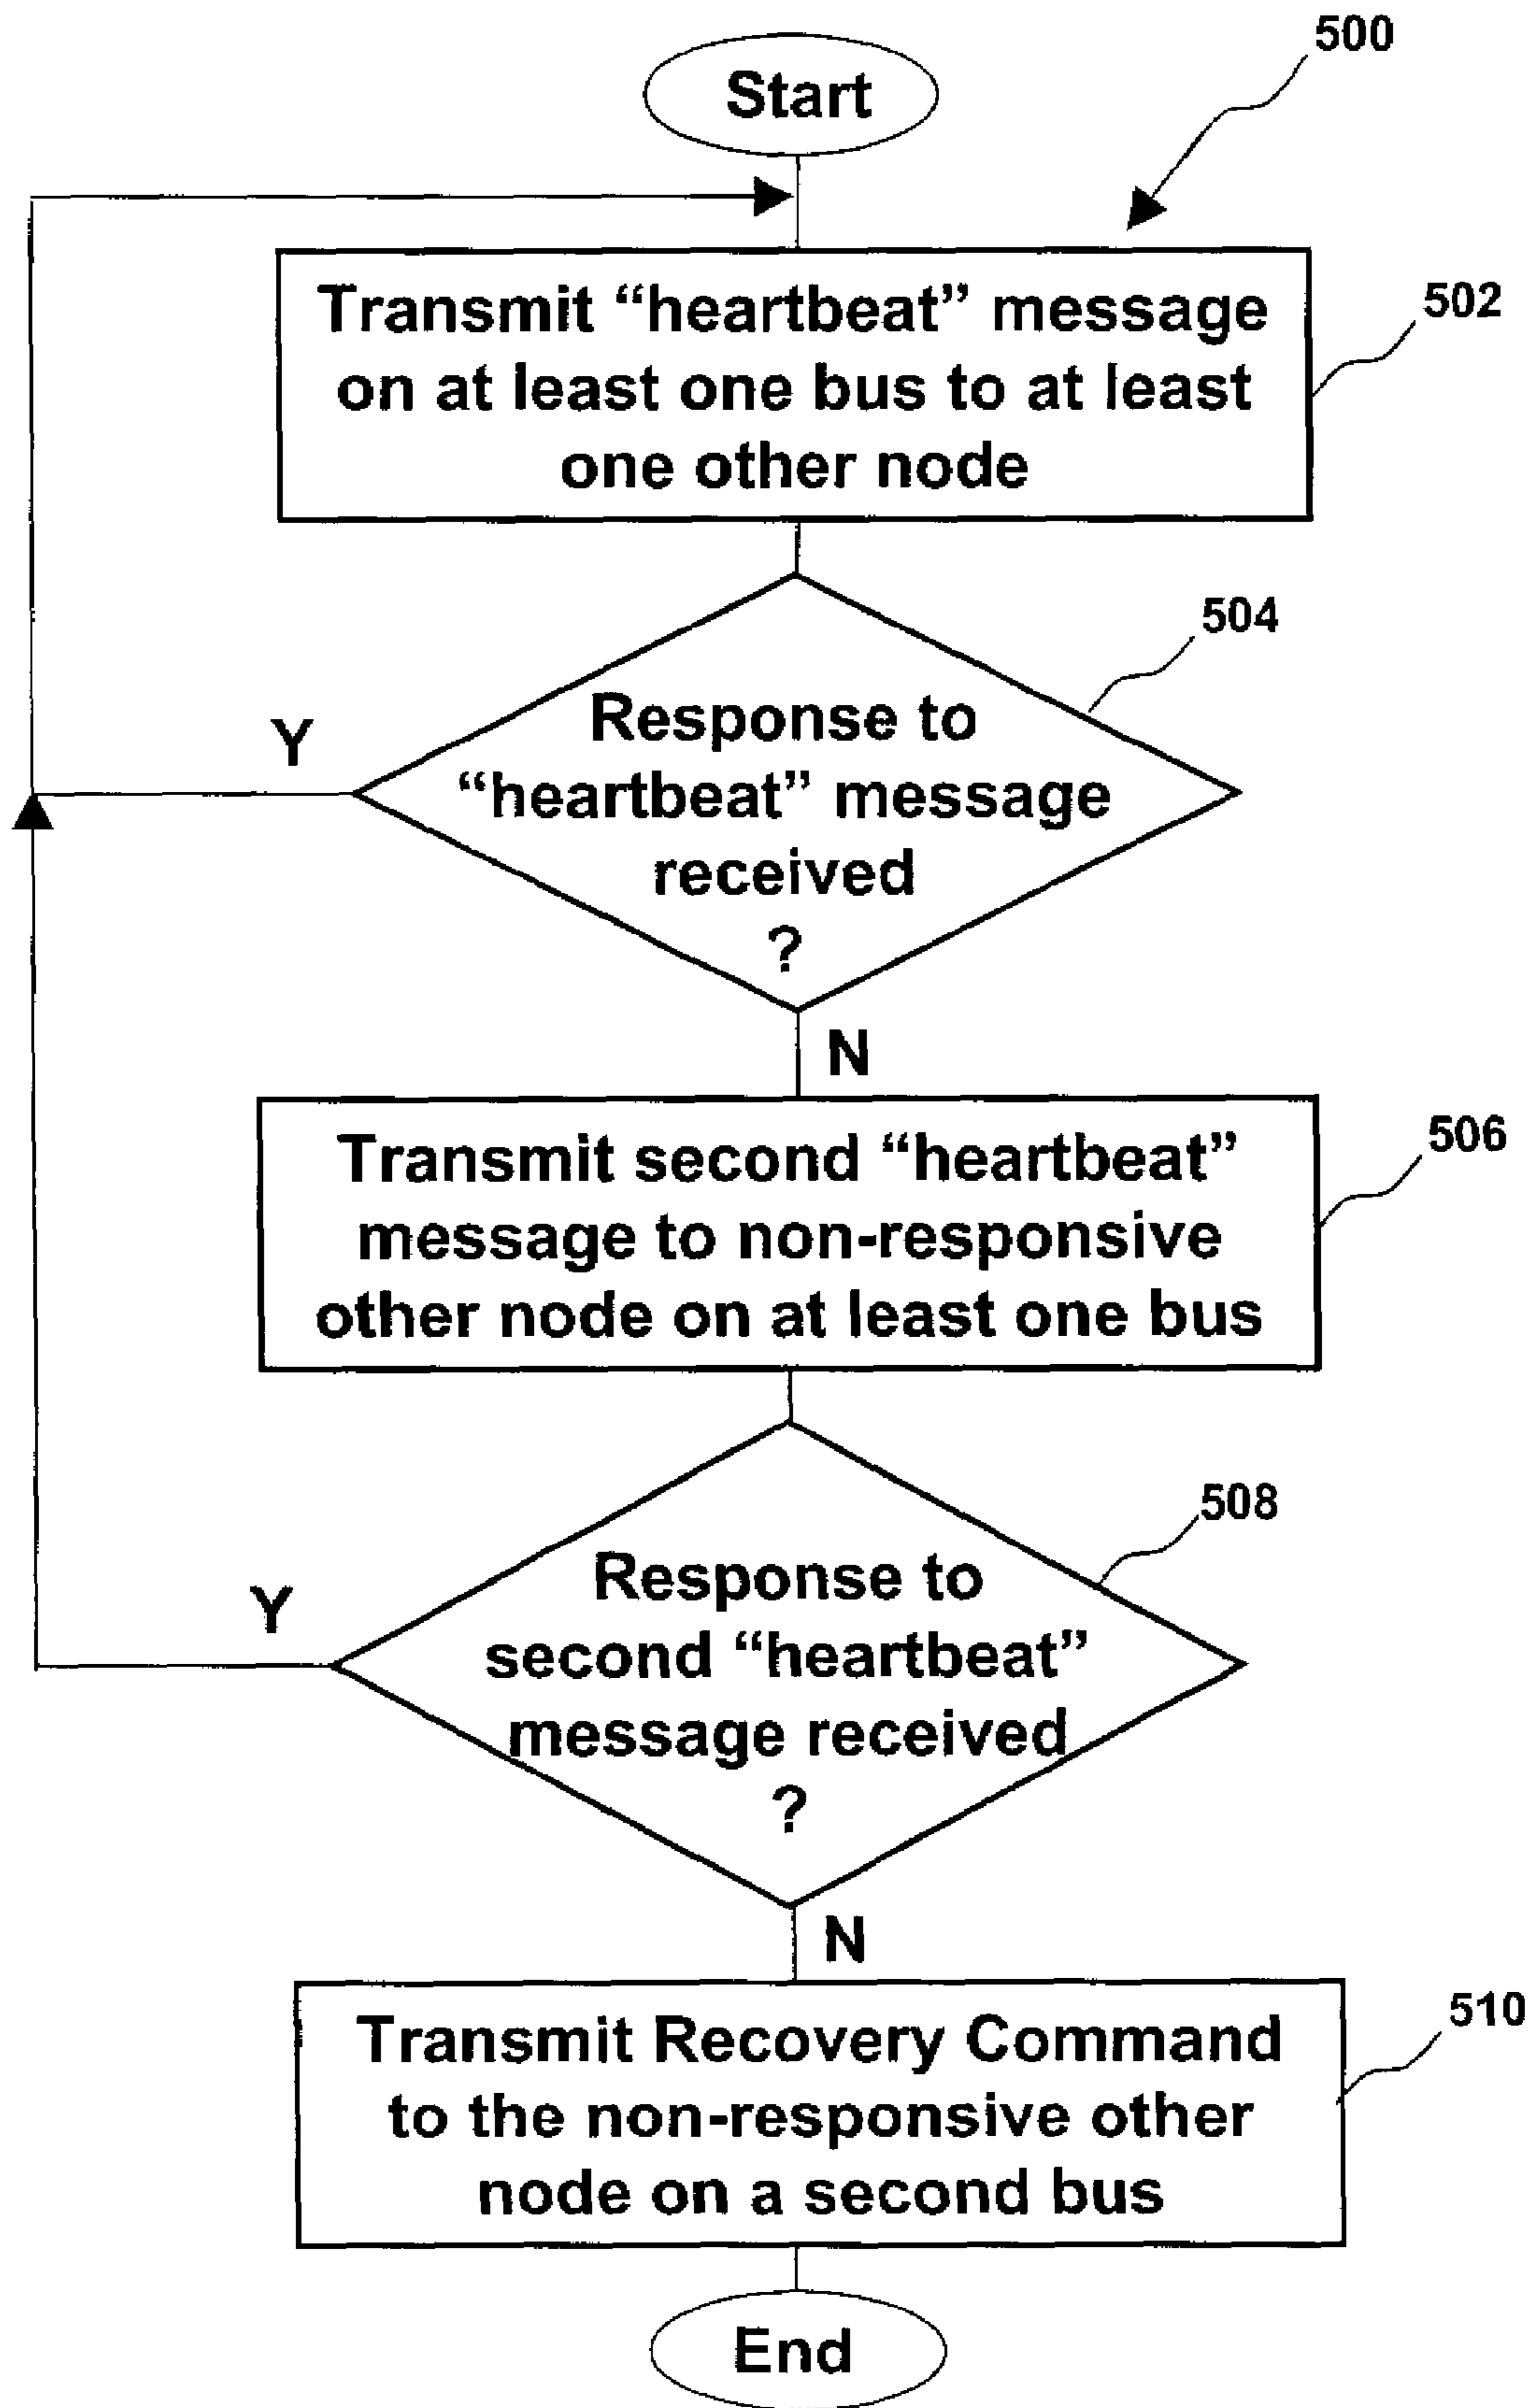 500
Start
Transmit “heartbeat” message
on at least one bus to at least
one other node
502
504
Response to
“heartbeat” message
received
?
Y
N
Transmit second “heartbeat”
message to non-responsive
other node on at least one bus
506
508
Response to
second “heartbeat”
message received
?
Y
N
Transmit Recovery Command
to the non-responsive other
node on a second bus
510
End